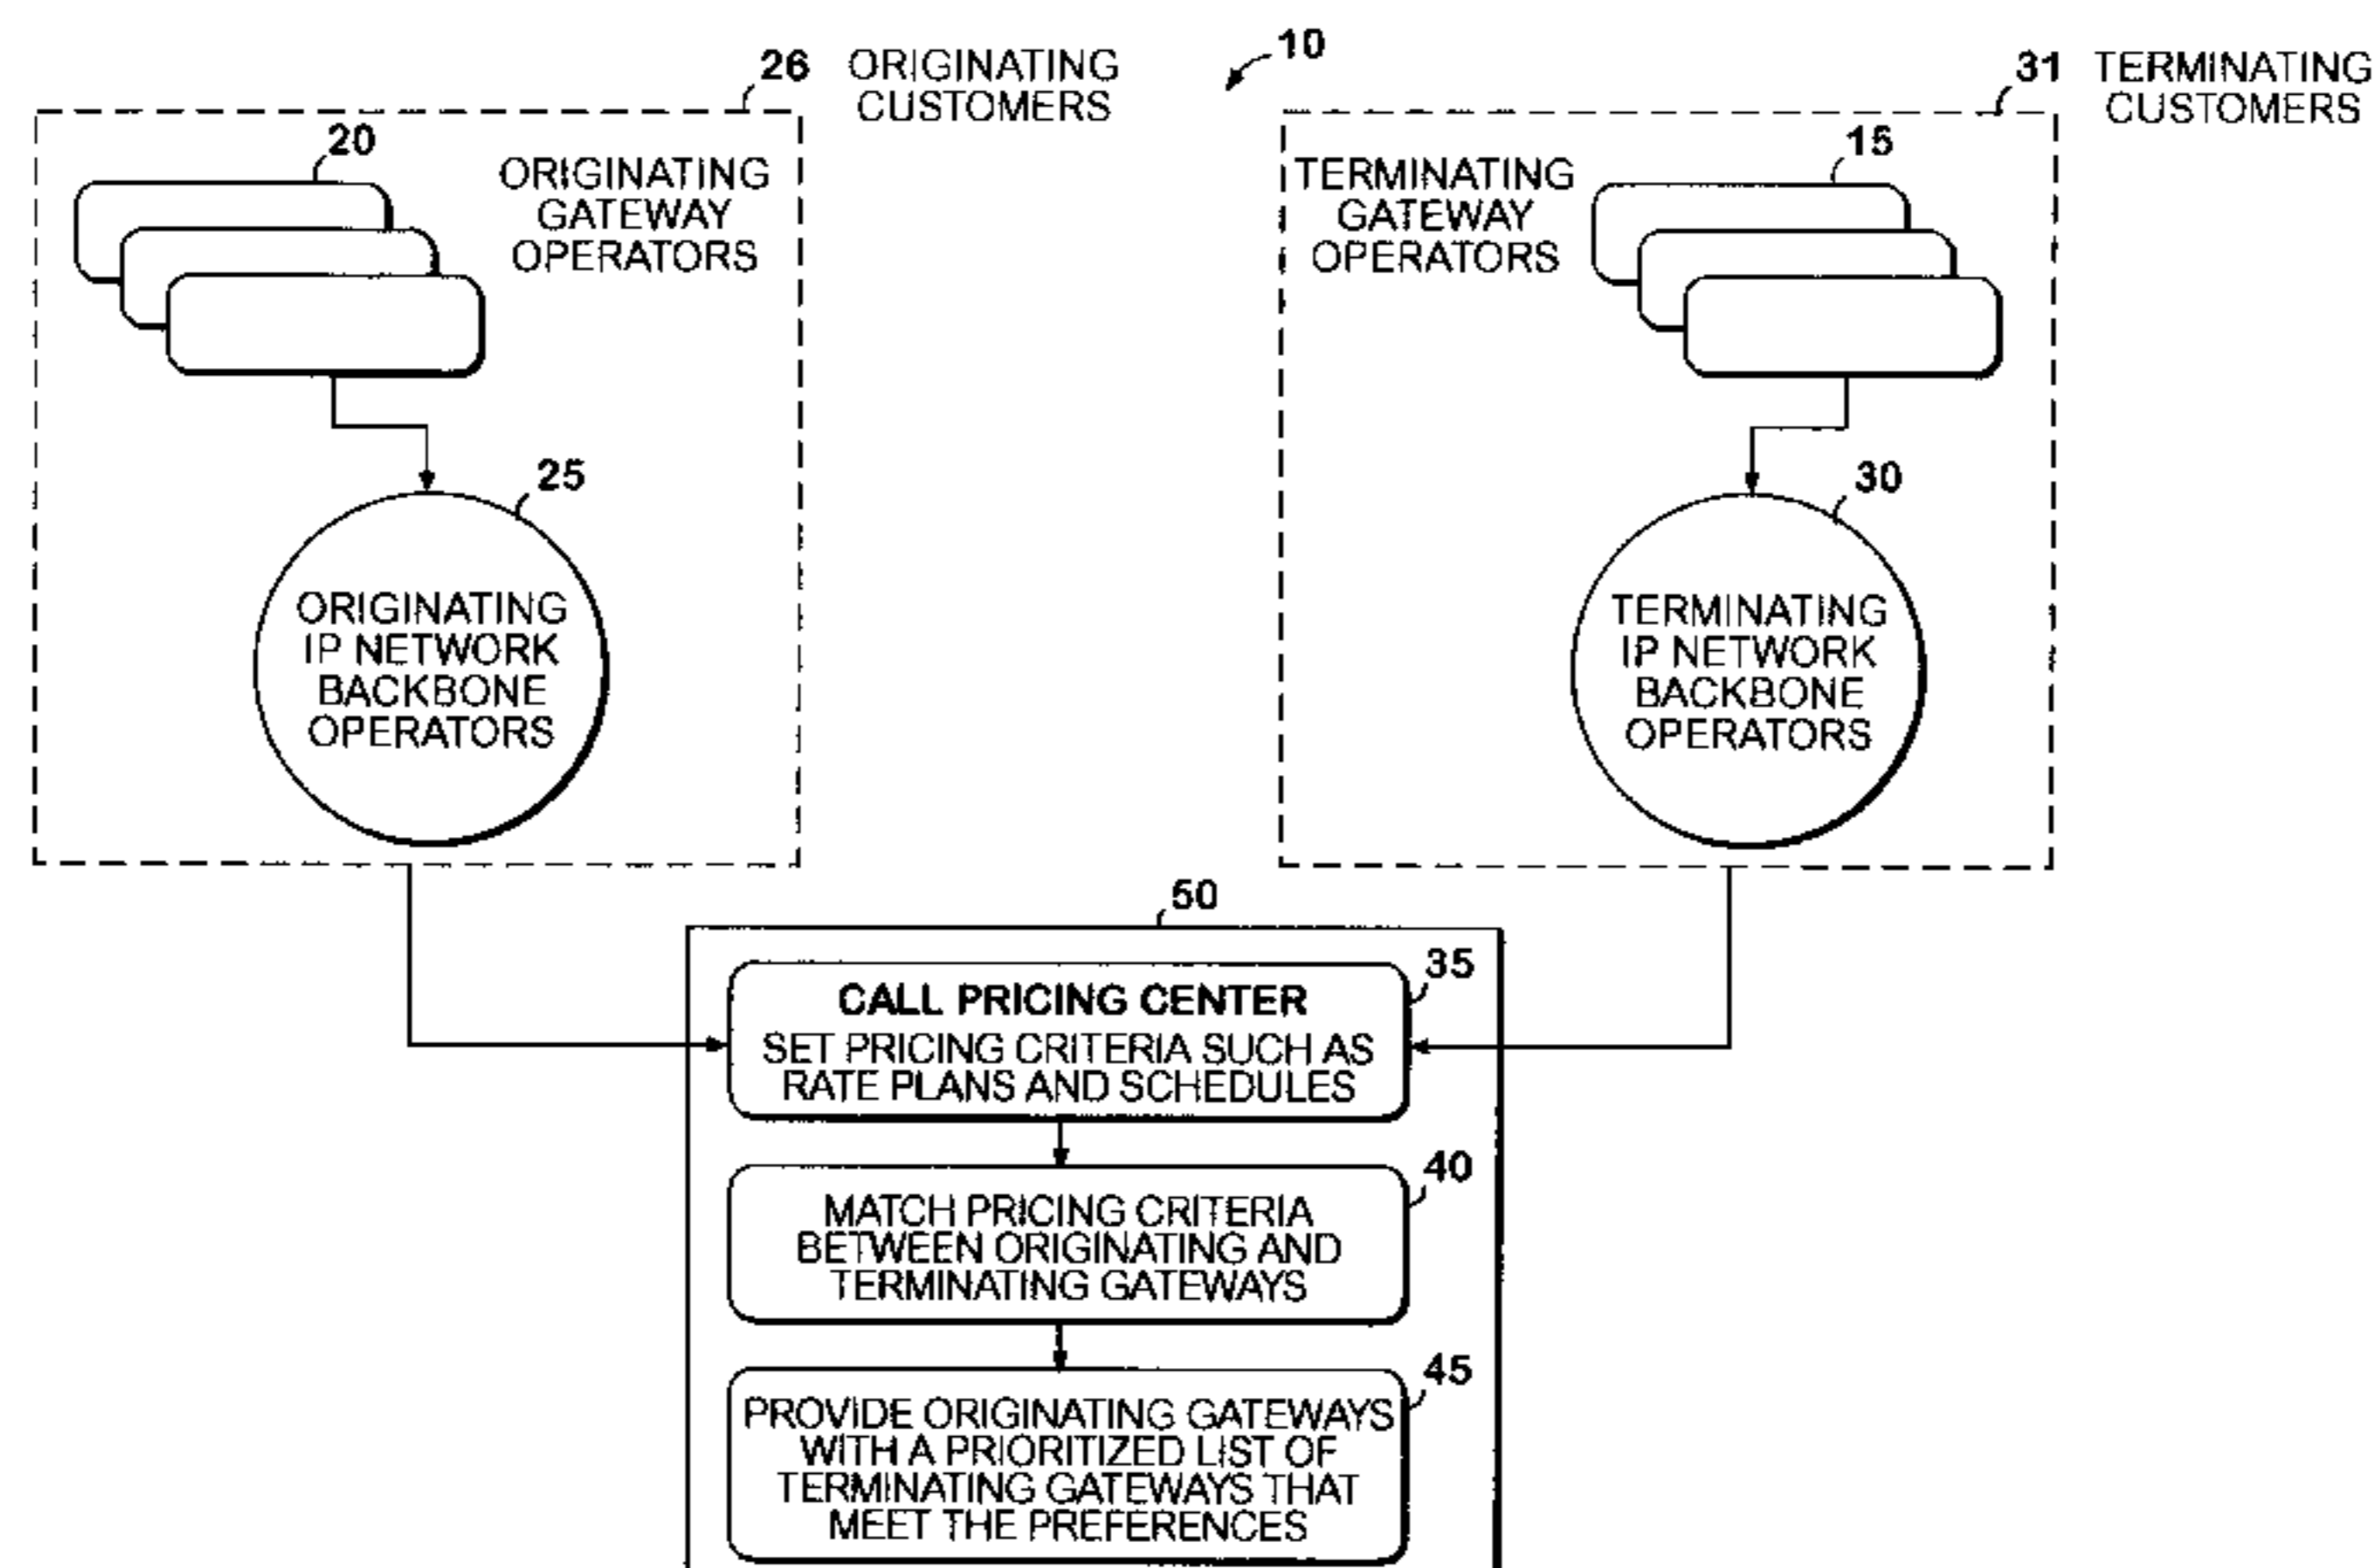 10
26 ORIGINATING
CUSTOMERS
20
ORIGINATING
GATEWAY
OPERATORS
25
ORIGINATING
IP NETWORK
BACKBONE
OPERATORS
31 TERMINATING
CUSTOMERS
15
TERMINATING
GATEWAY
OPERATORS
30
TERMINATING
IP NETWORK
BACKBONE
OPERATORS
50
35
CALL PRICING CENTER
SET PRICING CRITERIA SUCH AS
RATE PLANS AND SCHEDULES
40
MATCH PRICING CRITERIA
BETWEEN ORIGINATING AND
TERMINATING GATEWAYS
45
PROVIDE ORIGINATING GATEWAYS
WITH A PRIORITIZED LIST OF
TERMINATING GATEWAYS THAT
MEET THE PREFERENCES